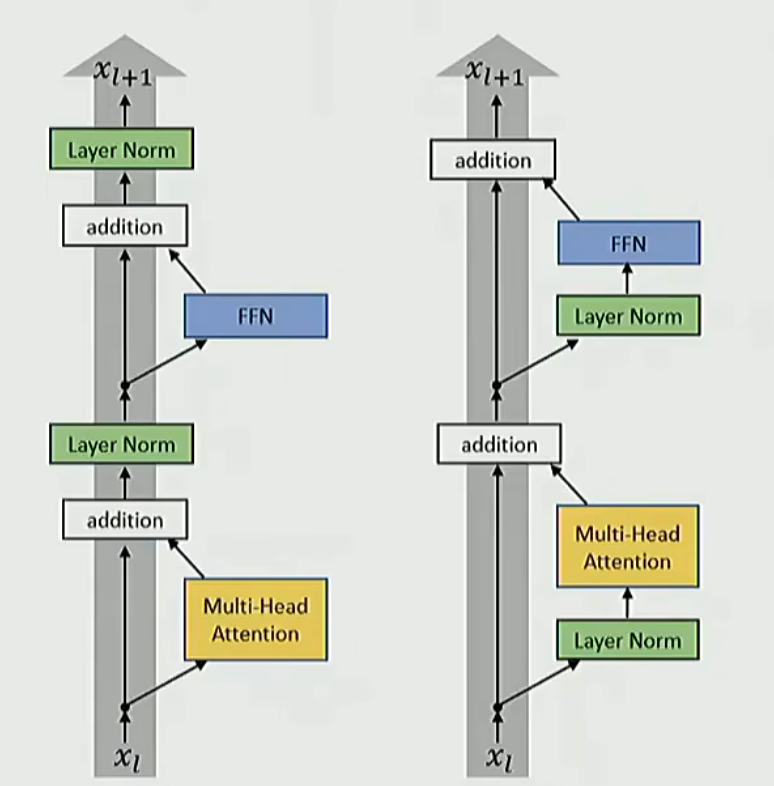 x_{l+1}
Layer Norm
addition
FFN
Layer Norm
addition
Multi-Head
Attention
x_l
x_{l+1}
addition
FFN
Layer Norm
addition
Multi-Head
Attention
Layer Norm
x_l